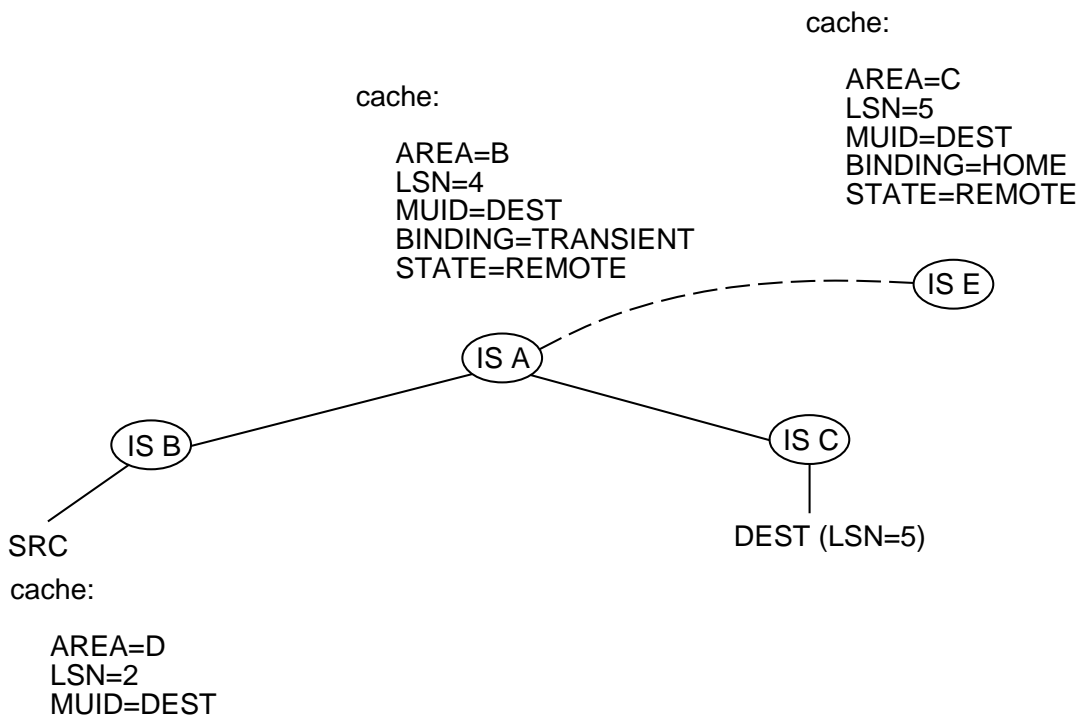 cache:
AREA=C
LSN=5
MUID=DEST
BINDING=HOME
STATE=REMOTE
cache:
AREA=B
LSN=4
MUID=DEST
BINDING=TRANSIENT
STATE=REMOTE
IS E
IS A
IS B
IS C
SRC
DEST (LSN=5)
cache:
AREA=D
LSN=2
MUID=DEST